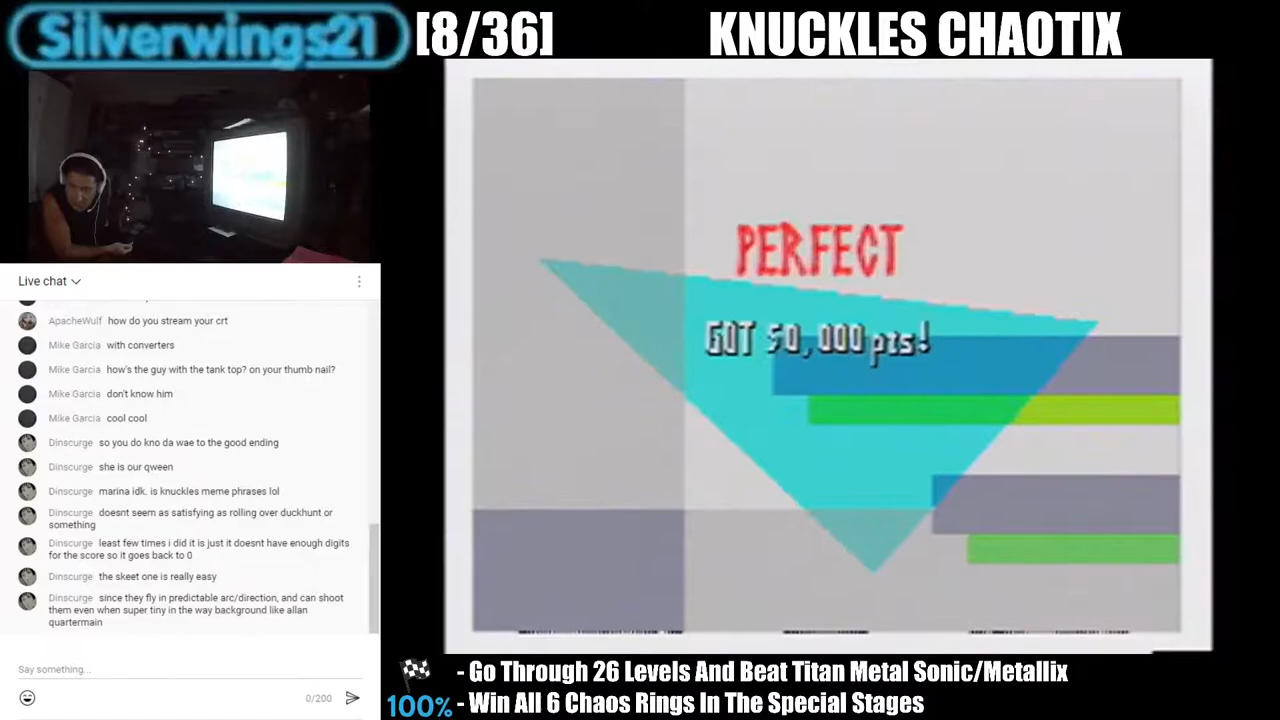 Silverwings21
[8/36]
KNUCKLES CHAOTIX
PERFECT
GOT 50,000 pts!
Live chat
ApacheWulf how do you stream your crt
Mike Garcia with converters
Mike Garcia how's the guy with the tank top? on your thumb nail?
Mike Garcia don't know him
Mike Garcia cool cool
Dinscurge so you do kno da wae to the good ending
Dinscurge she is our qween
Dinscurge marina idk. is knuckles meme phrases lol
Dinscurge doesnt seem as satisfying as rolling over duckhunt or
something
Dinscurge least few times i did it is just it doesnt have enough digits
for the score so it goes back to 0
Dinscurge the skeet one is really easy
Dinscurge since they fly in predictable arc/direction, and can shoot
them even when super tiny in the way background like allan
quartermain
Say something...
0/200
- Go Through 26 Levels And Beat Titan Metal Sonic/Metallix
100% - Win All 6 Chaos Rings In The Special Stages